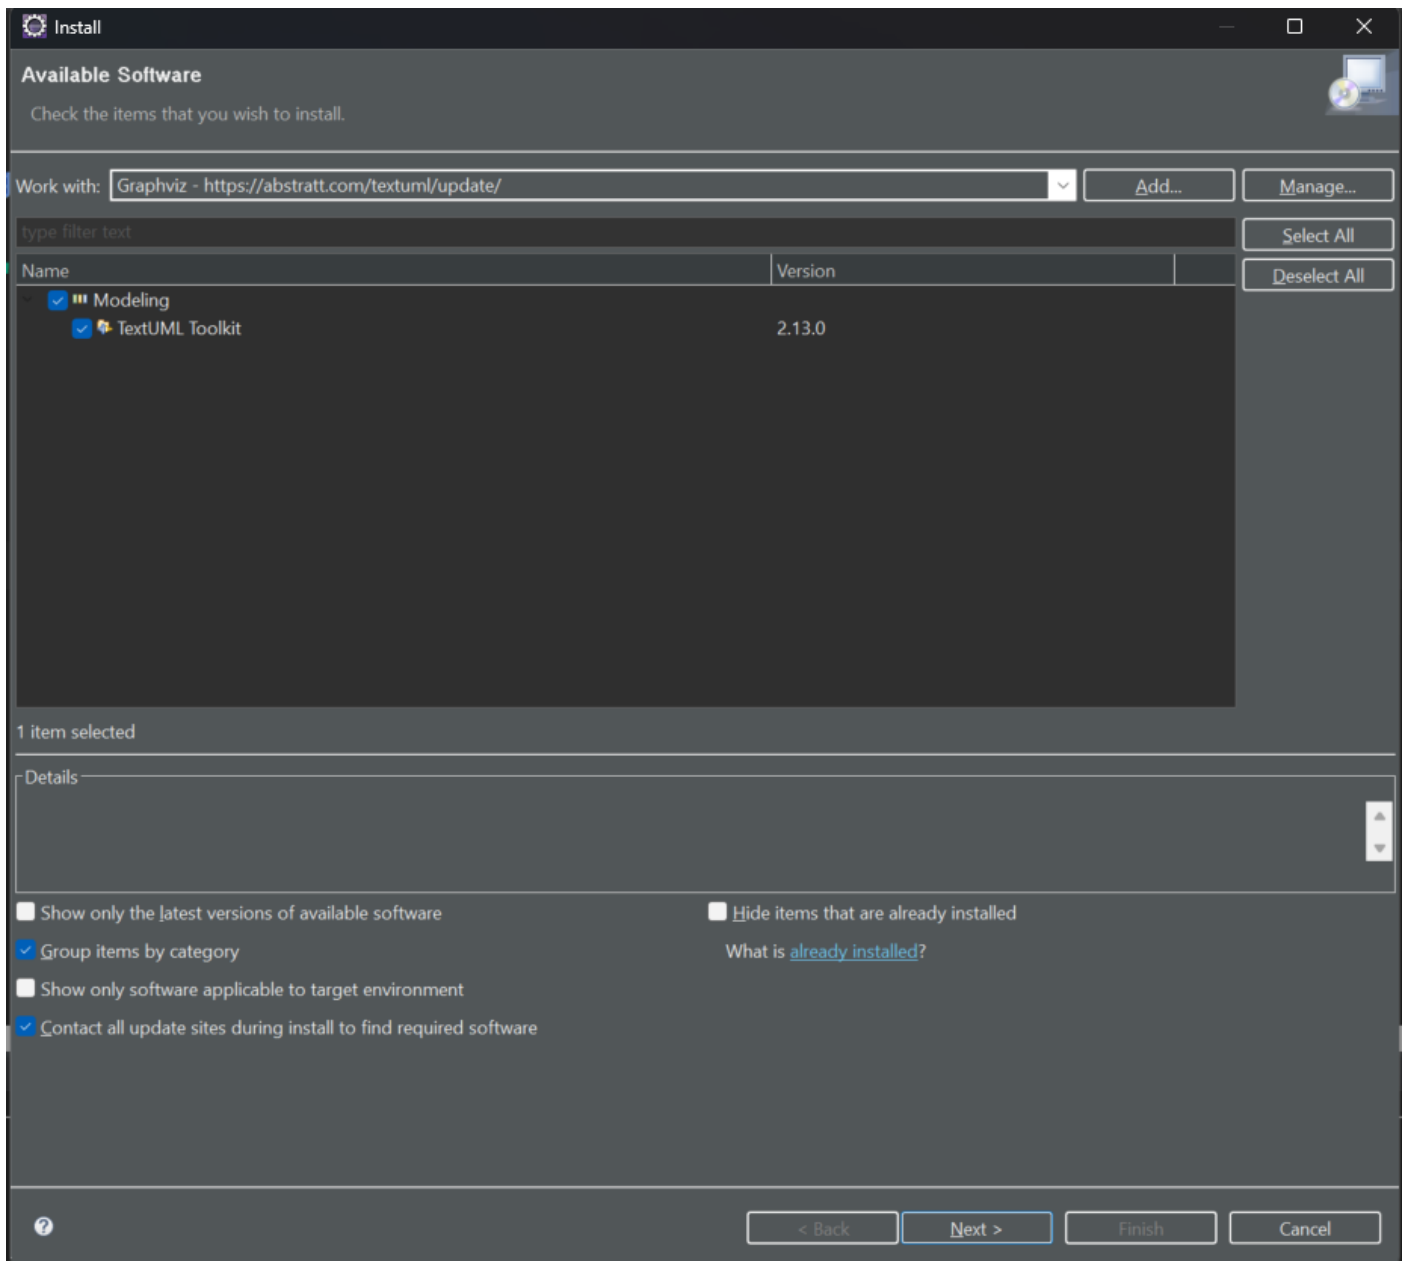 Install
Available Software
Check the items that you wish to install.
Work with: Graphviz - https://abstratt.com/textuml/update/ Add... Manage...
type filter text Select All
Name Version Deselect All
Modeling
TextUML Toolkit 2.13.0
1 item selected
Details
Show only the latest versions of available software Hide items that are already installed
Group items by category What is already installed?
Show only software applicable to target environment
Contact all update sites during install to find required software
? < Back Next > Finish Cancel